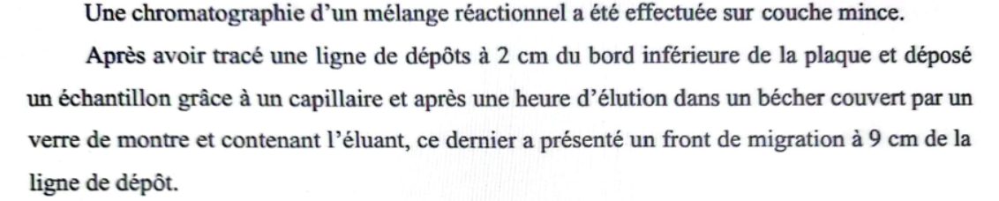 Une chromatographie d'un mélange réactionnel a été effectuée sur couche mince.
Après avoir tracé une ligne de dépôts à 2 cm du bord inférieure de la plaque et déposé
un échantillon grâce à un capillaire et après une heure d'élution dans un bécher couvert par un
verre de montre et contenant l'éluant, ce dernier a présenté un front de migration à 9 cm de la
ligne de dépôt.